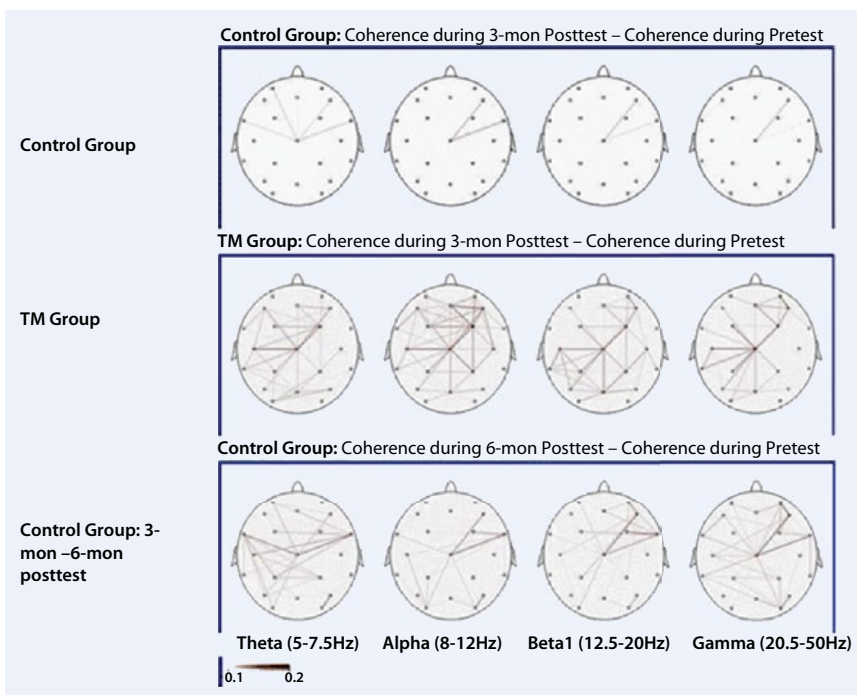 Control Group: Coherence during 3-mon Posttest – Coherence during Pretest
Control Group
TM Group: Coherence during 3-mon Posttest – Coherence during Pretest
TM Group
Control Group: Coherence during 6-mon Posttest – Coherence during Pretest
Control Group: 3-
mon –6-mon
posttest
Theta (5-7.5Hz) Alpha (8-12Hz) Beta1 (12.5-20Hz) Gamma (20.5-50Hz)
0.1 0.2